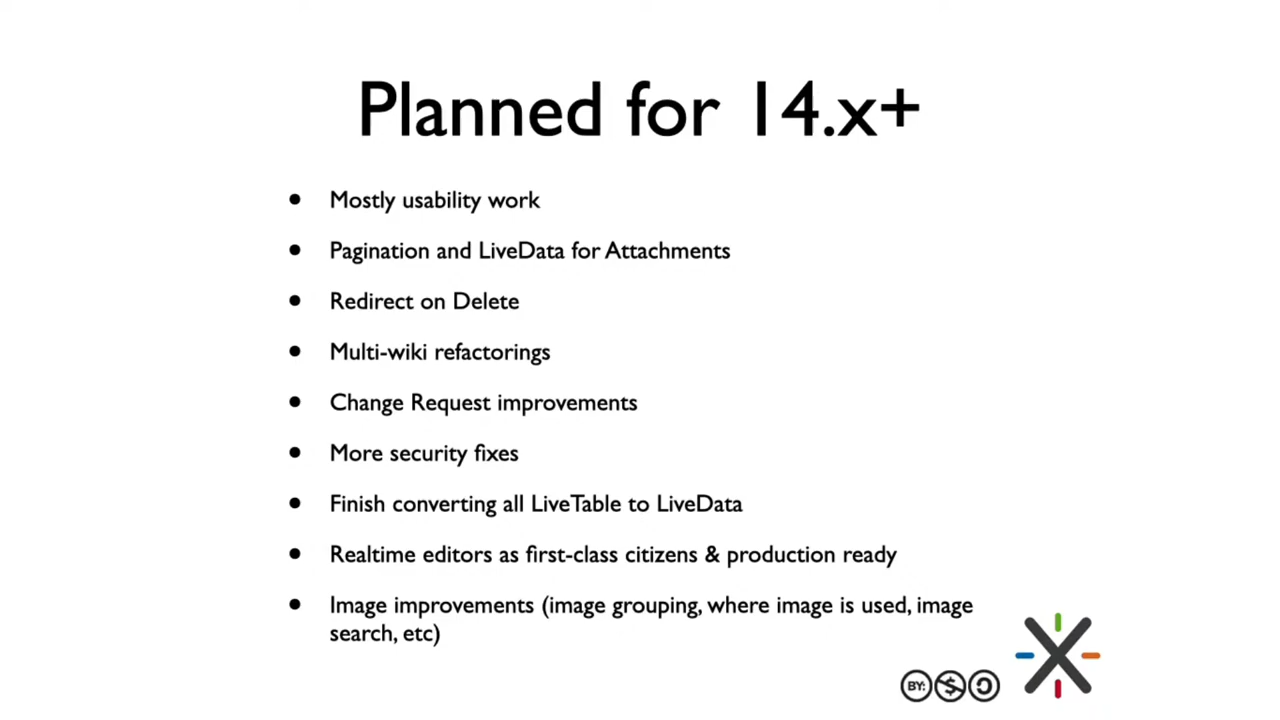 Planned for 14.x+
• Mostly usability work
• Pagination and LiveData for Attachments
• Redirect on Delete
• Multi-wiki refactorings
• Change Request improvements
• More security fixes
• Finish converting all LiveTable to LiveData
• Realtime editors as first-class citizens & production ready
• Image improvements (image grouping, where image is used, image
search, etc)
BY: